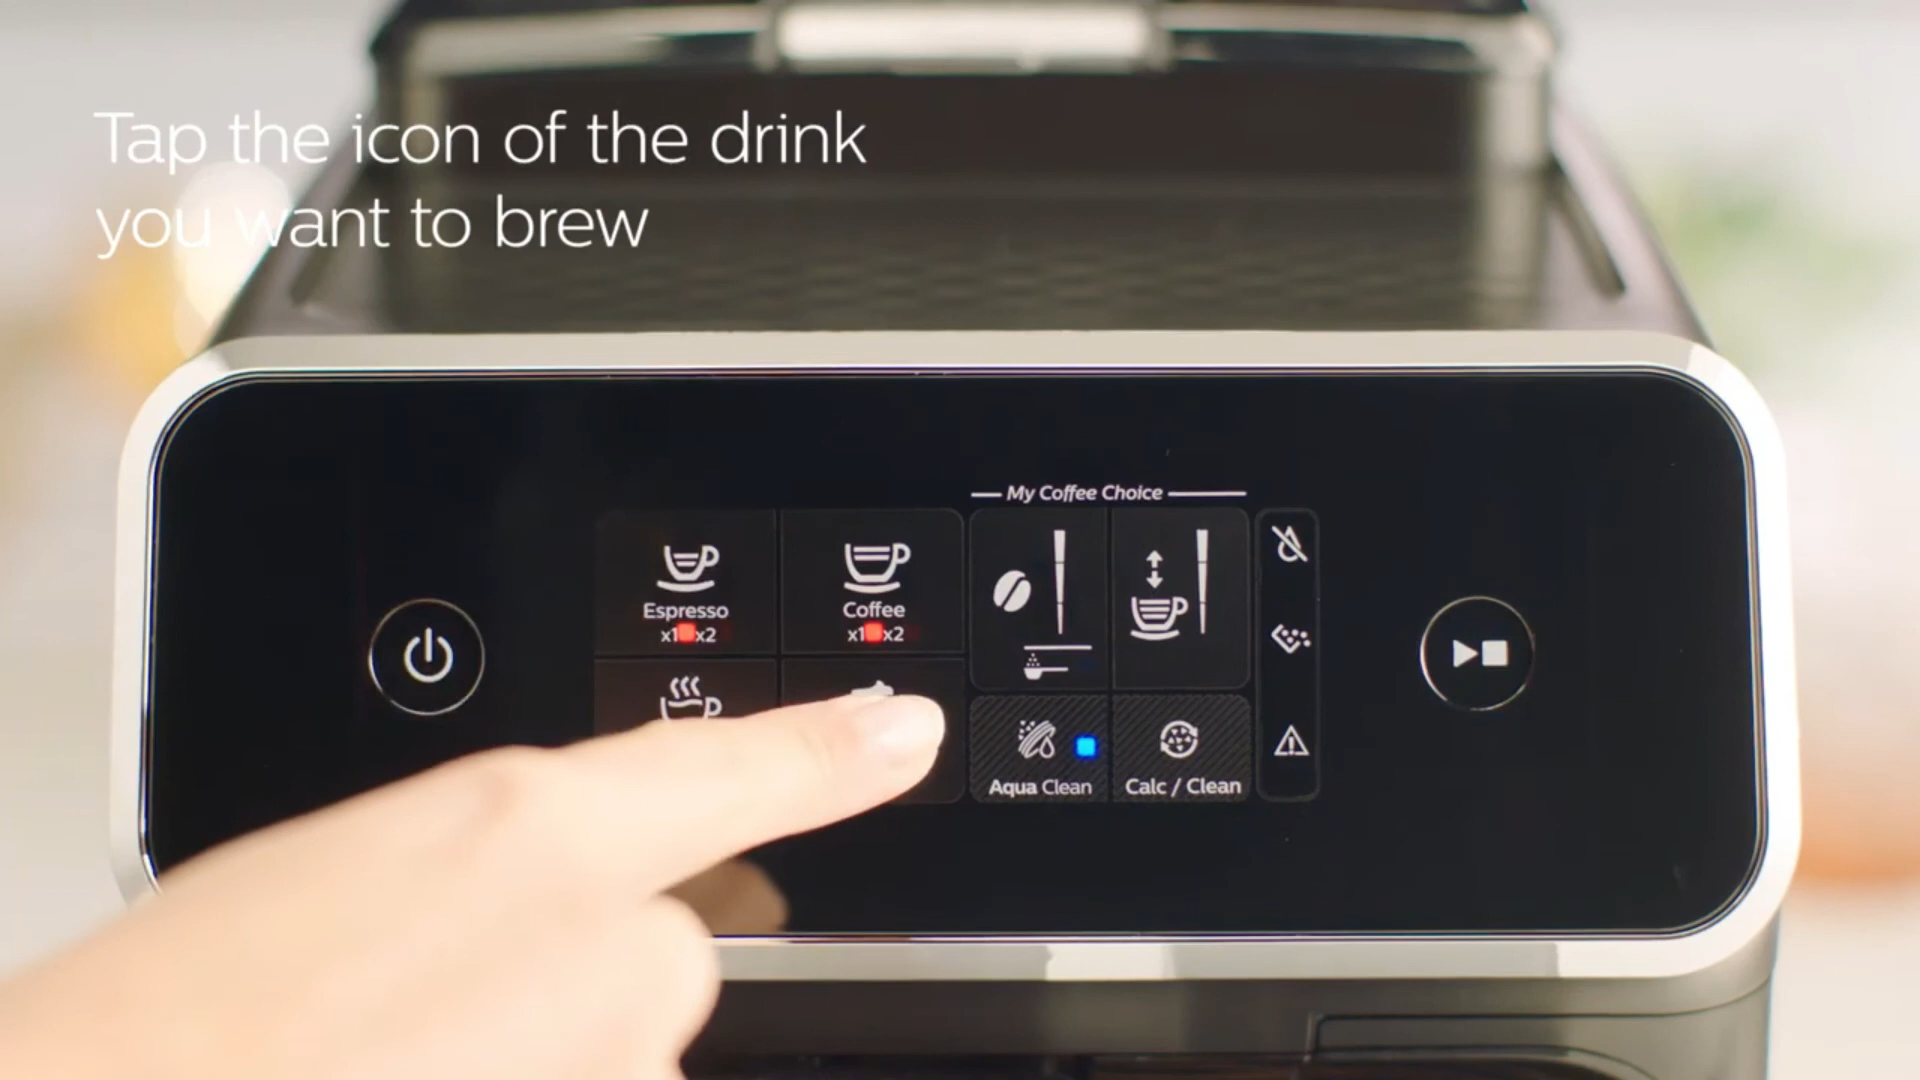 Tap the icon of the drink
you want to brew
My Coffee Choice
Espresso
x1 x2
Coffee
x1 x2
Aqua Clean
Calc / Clean